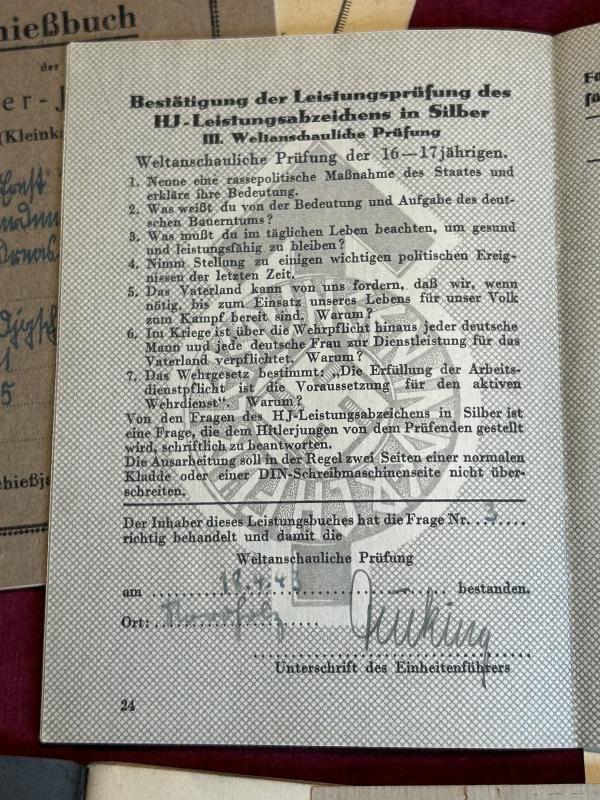 hießbuch
der
er-J
(Kleinka
Ernst
5
hießja
Bestätigung der Leistungsprüfung des
HJ-Leistungsabzeichens in Silber
III. Weltanschauliche Prüfung
Weltanschauliche Prüfung der 16—17jährigen.
1. Nenne eine rassepolitische Maßnahme des Staates und
erkläre ihre Bedeutung.
2. Was weißt du von der Bedeutung und Aufgabe des deut-
schen Bauerntums?
3. Was mußt du im täglichen Leben beachten, um gesund
und leistungsfähig zu bleiben?
4. Nimm Stellung zu einigen wichtigen politischen Ereig-
nissen der letzten Zeit.
5. Das Vaterland kann von uns fordern, daß wir, wenn
nötig, bis zum Einsatz unseres Lebens für unser Volk
zum Kampf bereit sind. Warum?
6. Im Kriege ist über die Wehrpflicht hinaus jeder deutsche
Mann und jede deutsche Frau zur Dienstleistung für das
Vaterland verpflichtet. Warum?
7. Das Wehrgesetz bestimmt: „Die Erfüllung der Arbeits-
dienstpflicht ist die Voraussetzung für den aktiven
Wehrdienst". Warum?
Von den Fragen des HJ-Leistungsabzeichens in Silber ist
eine Frage, die dem Hitlerjungen von dem Prüfenden gestellt
wird, schriftlich zu beantworten.
Die Ausarbeitung soll in der Regel zwei Seiten einer normalen
Kladde oder einer DIN-Schreibmaschinenseite nicht über-
schreiten.
Der Inhaber dieses Leistungsbuches hat die Frage Nr. 3
richtig behandelt und damit die
Weltanschauliche Prüfung
am 18.4.43 bestanden.
Ort:
Unterschrift des Einheitenführers
24